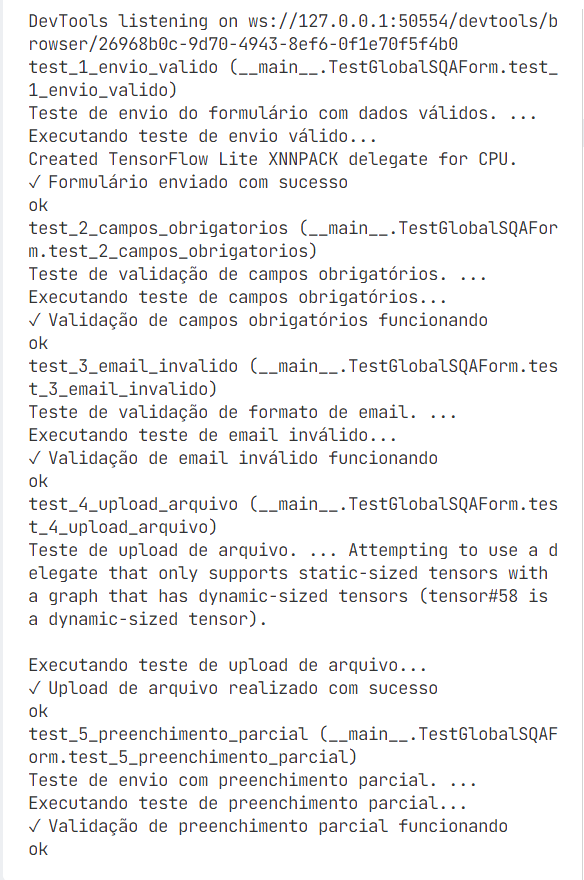 DevTools listening on ws://127.0.0.1:50554/devtools/b
rowser/26968b0c-9d70-4943-8ef6-0f1e70f5f4b0
test_1_envio_valido (__main__.TestGlobalSQAForm.test_
1_envio_valido)
Teste de envio do formulário com dados válidos. ...
Executando teste de envio válido...
Created TensorFlow Lite XNNPACK delegate for CPU.
✓ Formulário enviado com sucesso
ok
test_2_campos_obrigatorios (__main__.TestGlobalSQAFor
m.test_2_campos_obrigatorios)
Teste de validação de campos obrigatórios. ...
Executando teste de campos obrigatórios...
✓ Validação de campos obrigatórios funcionando
ok
test_3_email_invalido (__main__.TestGlobalSQAForm.tes
t_3_email_invalido)
Teste de validação de formato de email. ...
Executando teste de email inválido...
✓ Validação de email inválido funcionando
ok
test_4_upload_arquivo (__main__.TestGlobalSQAForm.tes
t_4_upload_arquivo)
Teste de upload de arquivo. ... Attempting to use a d
elegate that only supports static-sized tensors with
a graph that has dynamic-sized tensors (tensor#58 is
a dynamic-sized tensor).
Executando teste de upload de arquivo...
✓ Upload de arquivo realizado com sucesso
ok
test_5_preenchimento_parcial (__main__.TestGlobalSQAF
orm.test_5_preenchimento_parcial)
Teste de envio com preenchimento parcial. ...
Executando teste de preenchimento parcial...
✓ Validação de preenchimento parcial funcionando
ok